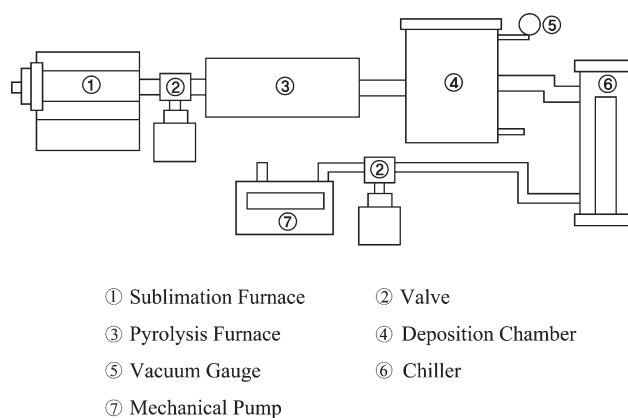 ① ② ③ ④ ⑤ ⑥
② ⑦
① Sublimation Furnace ② Valve
③ Pyrolysis Furnace ④ Deposition Chamber
⑤ Vacuum Gauge ⑥ Chiller
⑦ Mechanical Pump